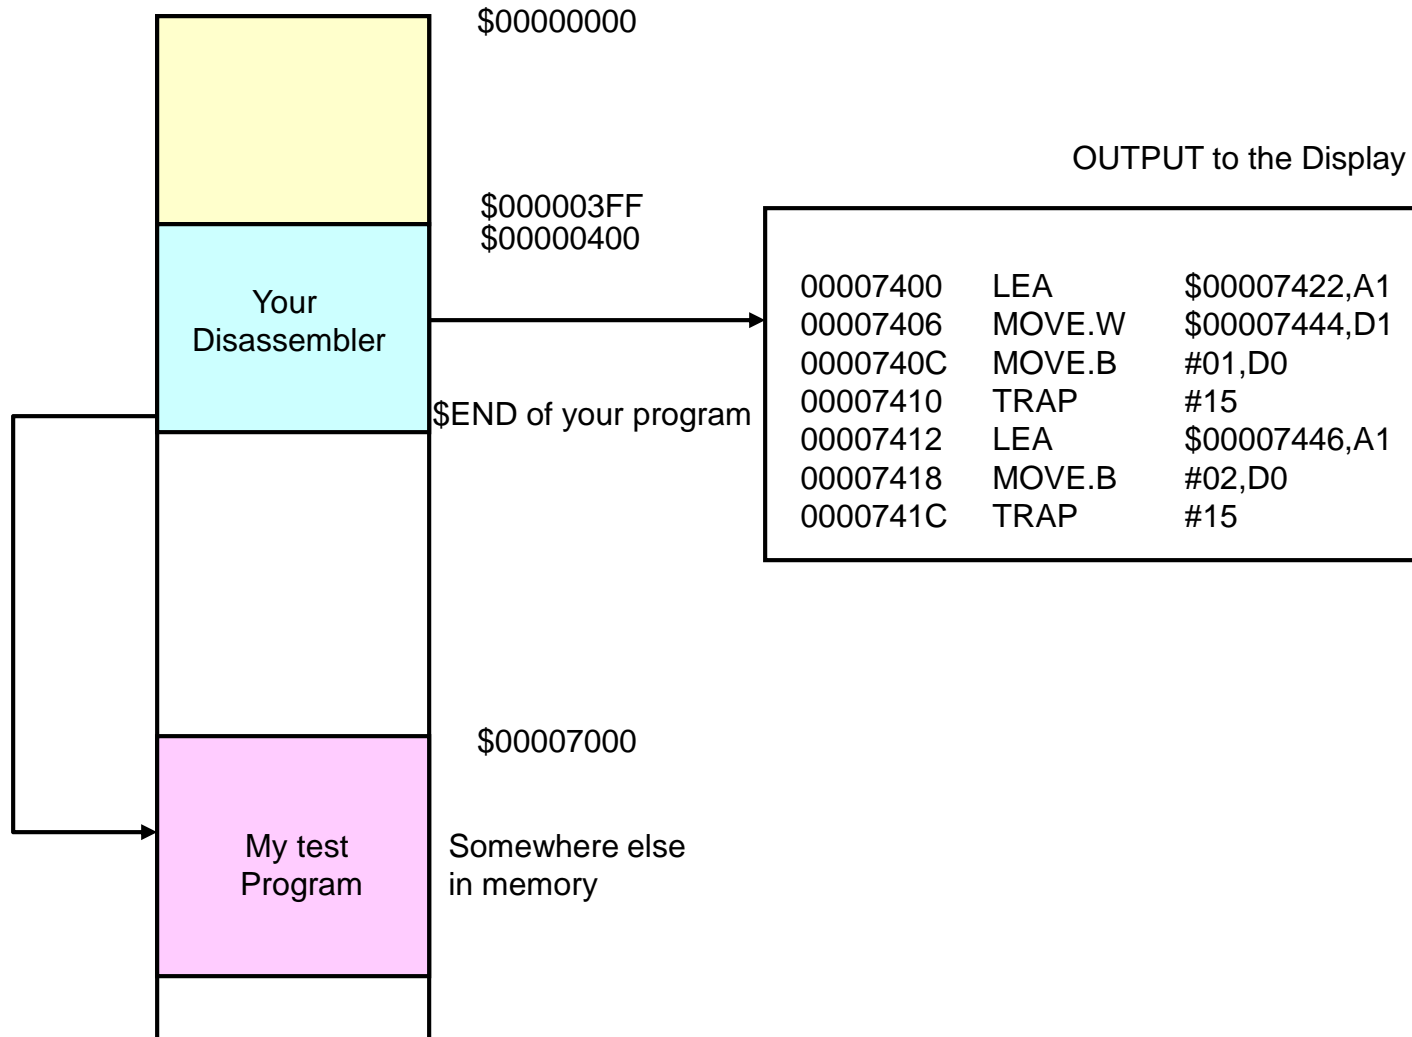 $00000000
OUTPUT to the Display
$000003FF
$00000400
Your
Disassembler
$END of your program
00007400 LEA $00007422,A1
00007406 MOVE.W $00007444,D1
0000740C MOVE.B #01,D0
00007410 TRAP #15
00007412 LEA $00007446,A1
00007418 MOVE.B #02,D0
0000741C TRAP #15
$00007000
My test
Program
Somewhere else
in memory